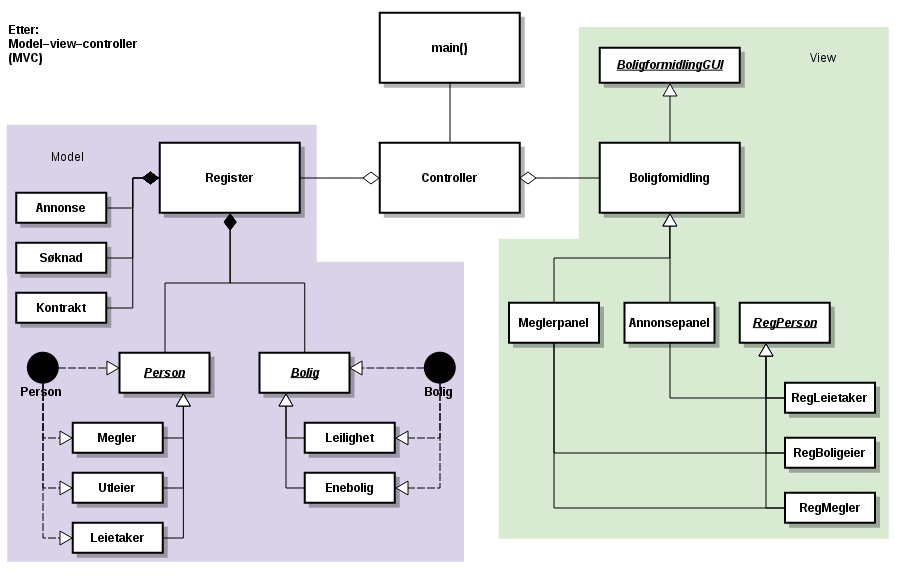 Etter:
Model-view-controller
(MVC)
main()
BoligformidlingGUI
View
Model
Register
Controller
Boligfomidling
Annonse
Søknad
Kontrakt
Meglerpanel
Annonsepanel
RegPerson
Person
Person
Bolig
Bolig
RegLeietaker
Megler
Leilighet
RegBoligeier
Utleier
Enebolig
RegMegler
Leietaker